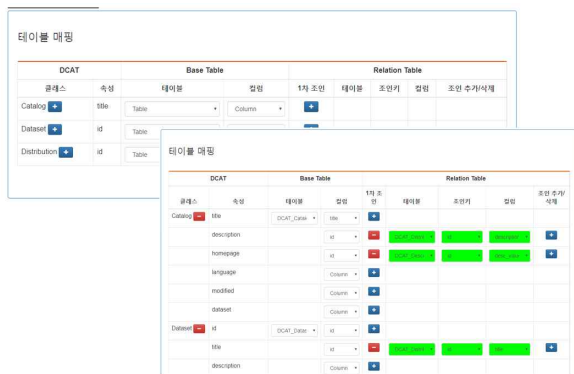 테이블 매핑
DCAT Base Table Relation Table
클래스 속성 테이블 컬럼 1차 조인 테이블 조인키 컬럼 조인 추가/삭제
Catalog + title Table Column +
Dataset + id Table
Distribution + id Table
테이블 매핑
DCAT Base Table Relation Table
클래스 속성 테이블 컬럼 1차 조인 테이블 조인키 컬럼 조인 추가/삭제
Catalog − title DCAT_Catal title +
description id − id +
homepage id − id +
language Column +
modified Column +
dataset Column +
Dataset − id DCAT_Datas id +
title id − id title +
description Column +